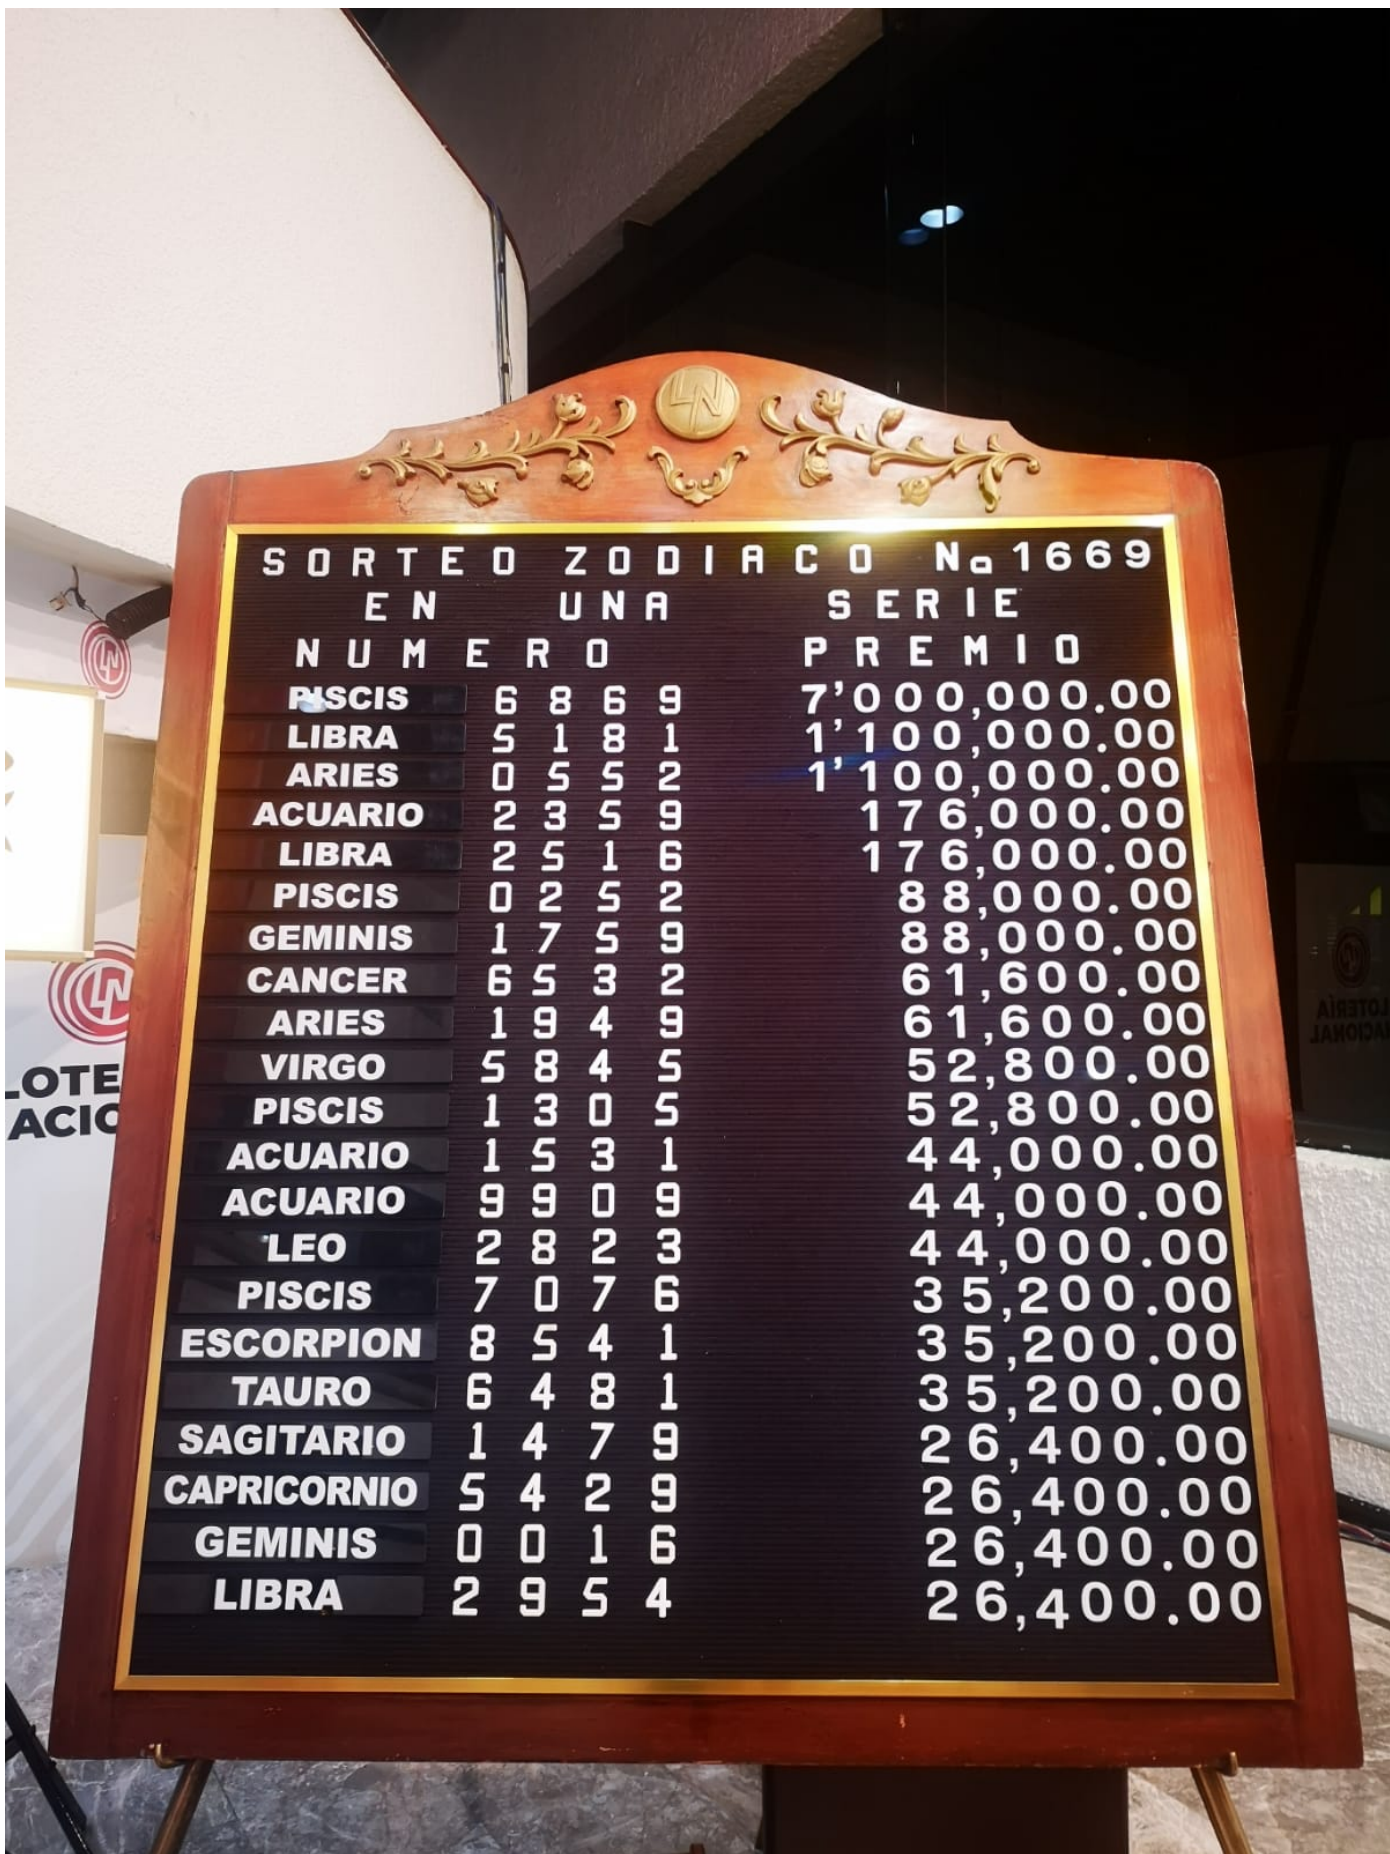 SORTEO ZODIACO No1669
EN UNA SERIE
NUMERO PREMIO
PISCIS 6869 7'000,000.00
LIBRA 5181 1'100,000.00
ARIES 0552 1'100,000.00
ACUARIO 2359 176,000.00
LIBRA 2516 176,000.00
PISCIS 0252 88,000.00
GEMINIS 1759 88,000.00
CANCER 6532 61,600.00
ARIES 1949 61,600.00
VIRGO 5845 52,800.00
PISCIS 1305 52,800.00
ACUARIO 1531 44,000.00
ACUARIO 9909 44,000.00
LEO 2823 44,000.00
PISCIS 7076 35,200.00
ESCORPION 8541 35,200.00
TAURO 6481 35,200.00
SAGITARIO 1479 26,400.00
CAPRICORNIO 5429 26,400.00
GEMINIS 0016 26,400.00
LIBRA 2954 26,400.00
LN
LN
LN
LOTE
ACIO